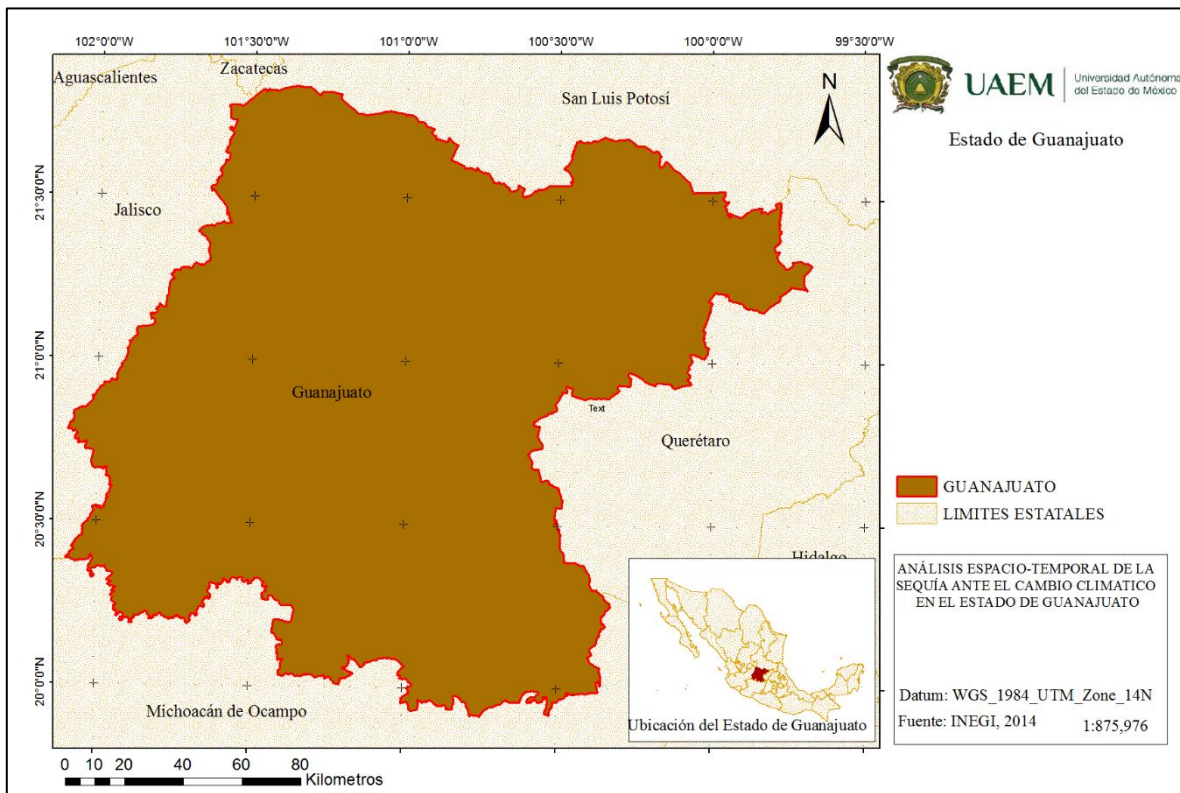 102°0'0"W
101°30'0"W
101°0'0"W
100°30'0"W
100°0'0"W
99°30'0"W
Aguascalientes
Zacatecas
San Luis Potosí
N
UAEM
Universidad Autónoma
del Estado de México
Estado de Guanajuato
21°30'0"N
Jalisco
21°0'0"N
Guanajuato
Text
Querétaro
GUANAJUATO
LIMITES ESTATALES
20°30'0"N
Hidalgo
ANÁLISIS ESPACIO-TEMPORAL DE LA
SEQUÍA ANTE EL CAMBIO CLIMATICO
EN EL ESTADO DE GUANAJUATO
20°0'0"N
Michoacán de Ocampo
Ubicación del Estado de Guanajuato
Datum: WGS_1984_UTM_Zone_14N
Fuente: INEGI, 2014
1:875,976
0 10 20 40 60 80
Kilometros